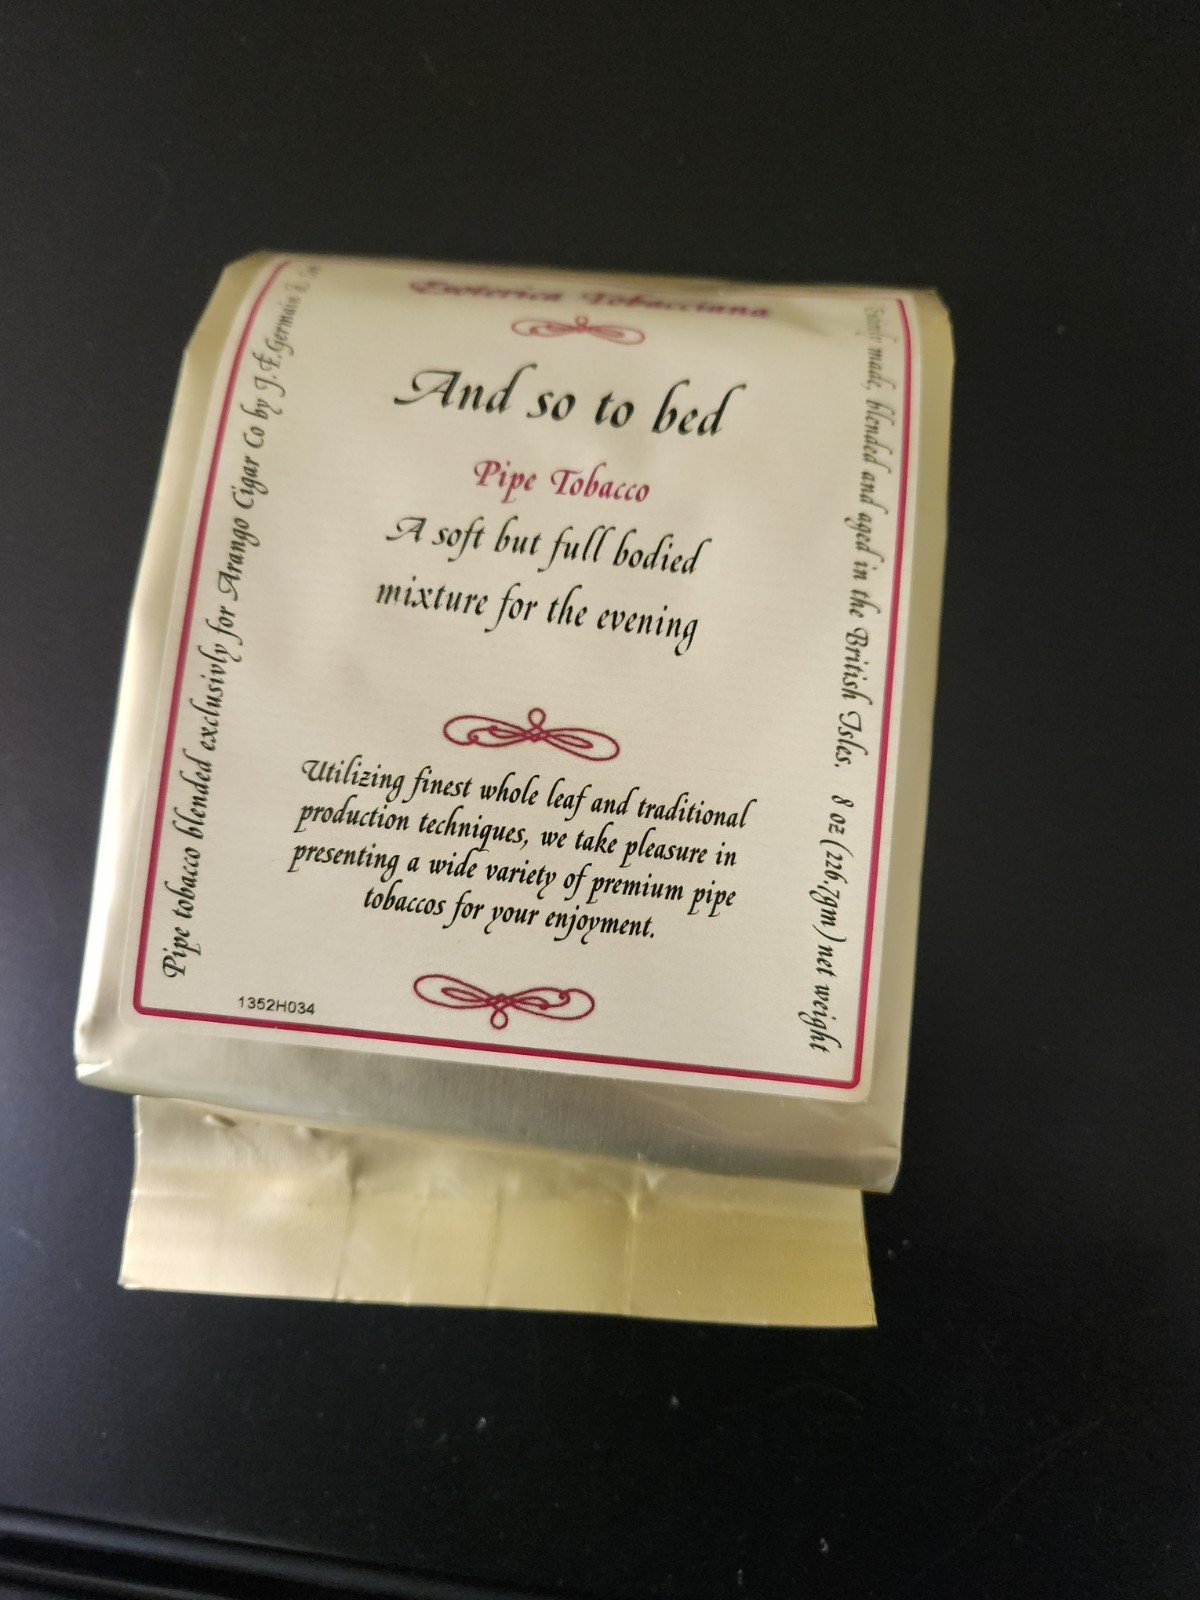 Esoterica Tobacciana
And so to bed
Pipe Tobacco
A soft but full bodied
mixture for the evening
Utilizing finest whole leaf and traditional
production techniques, we take pleasure in
presenting a wide variety of premium pipe
tobaccos for your enjoyment.
1352H034
Pipe tobacco blended exclusivly for Arango Cigar Co by J.F.Germain & Son
made, blended and aged in the British Isles. 8 oz (226.7gm) net weight